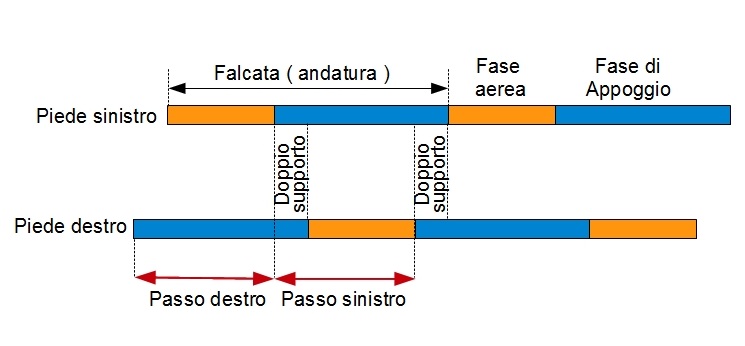 Falcata ( andatura )
Fase
aerea
Fase di
Appoggio
Piede sinistro
Doppio
supporto
Doppio
supporto
Piede destro
Passo destro
Passo sinistro